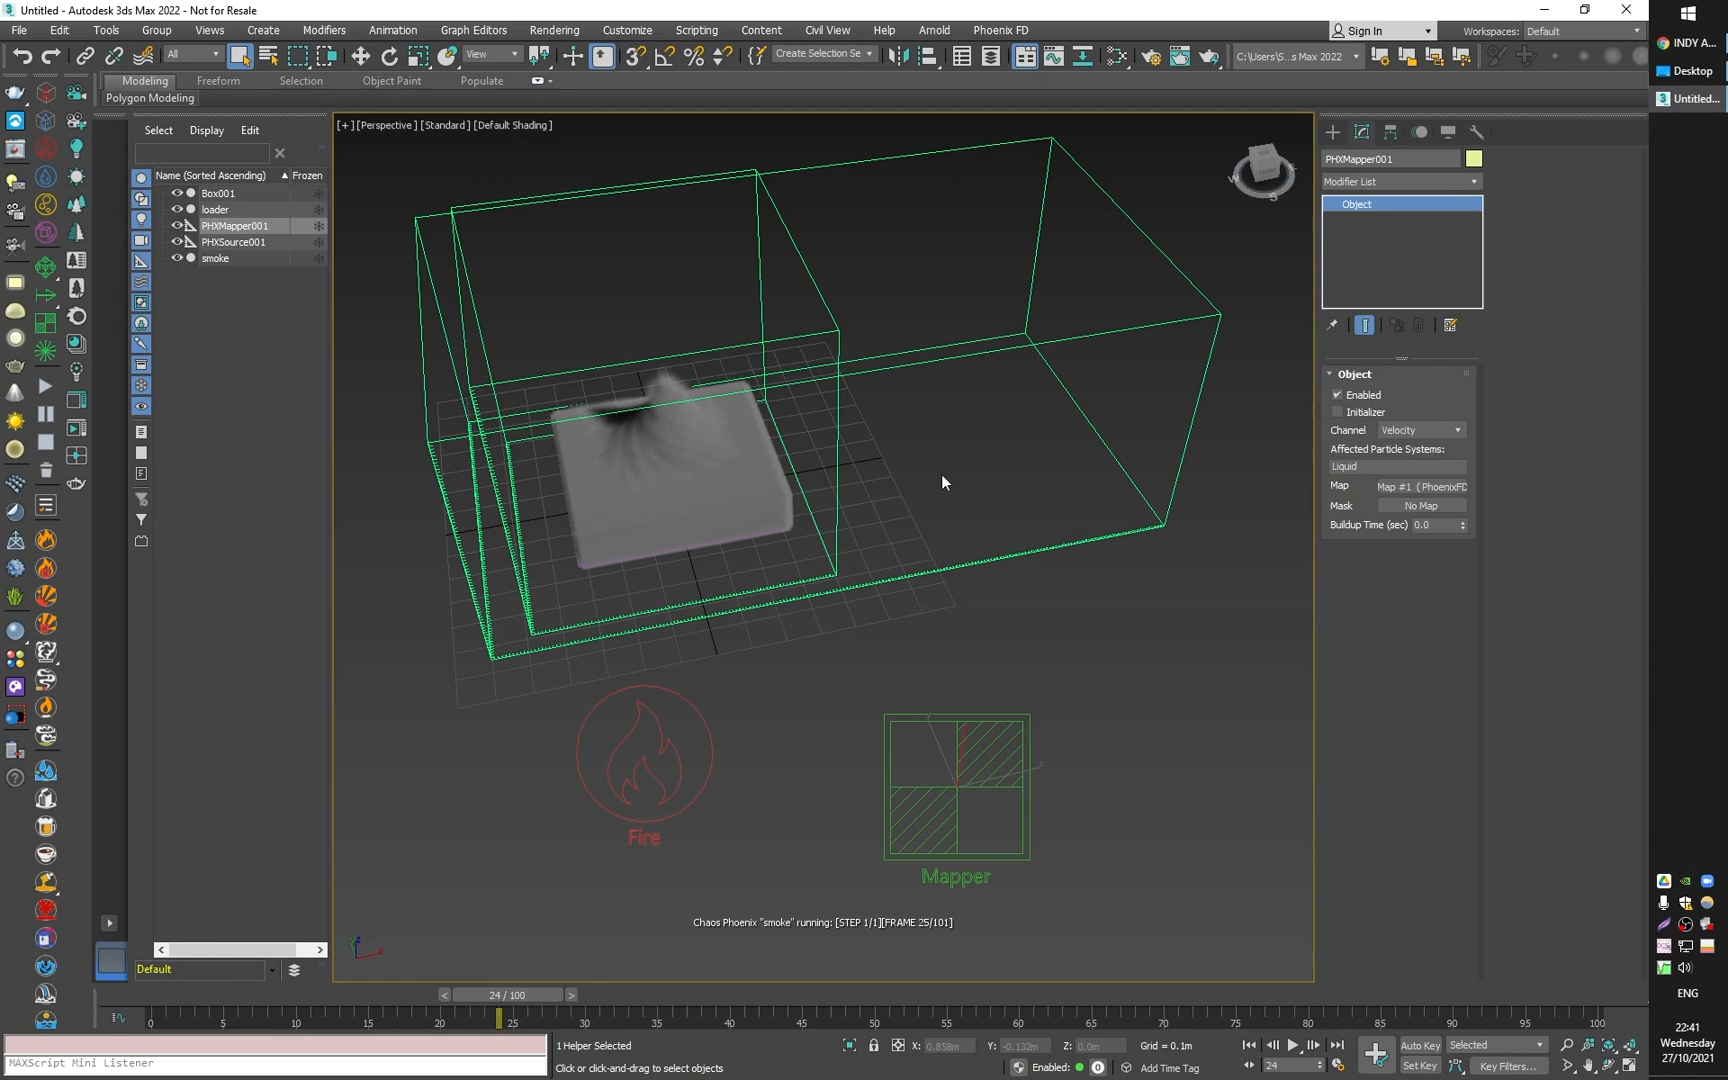 Untitled - Autodesk 3ds Max 2022 - Not for Resale
File Edit Tools Group Views Create Modifiers Animation Graph Editors Rendering Customize Scripting Content Civil View Help Arnold Phoenix FD
Sign In
Workspaces: Default
All
View
Create Selection Se
C:\Users\S...s Max 2022
INDY A...
Desktop
Untitled...
Modeling Freeform Selection Object Paint Populate
Polygon Modeling
Select Display Edit
Name (Sorted Ascending) Frozen
Box001
loader
PHXMapper001
PHXSource001
smoke
Default
[+] [Perspective] [Standard] [Default Shading]
Fire
Mapper
Chaos Phoenix "smoke" running: [STEP 1/1][FRAME 25/101]
PHXMapper001
Modifier List
Object
Object
Enabled
Initializer
Channel Velocity
Affected Particle Systems:
Liquid
Map Map #1 (PhoenixFD
Mask No Map
Buildup Time (sec) 0.0
24 / 100
0 5 10 15 20 25 30 35 40 45 50 55 60 65 70 75 80 85 90 95 100
MAXScript Mini Listener
1 Helper Selected
Click or click-and-drag to select objects
X: 0.858m Y: -0.132m Z: 0.0m Grid = 0.1m
Enabled: 0 Add Time Tag
24
Auto Key Selected
Set Key Key Filters...
ENG
22:41
Wednesday
27/10/2021